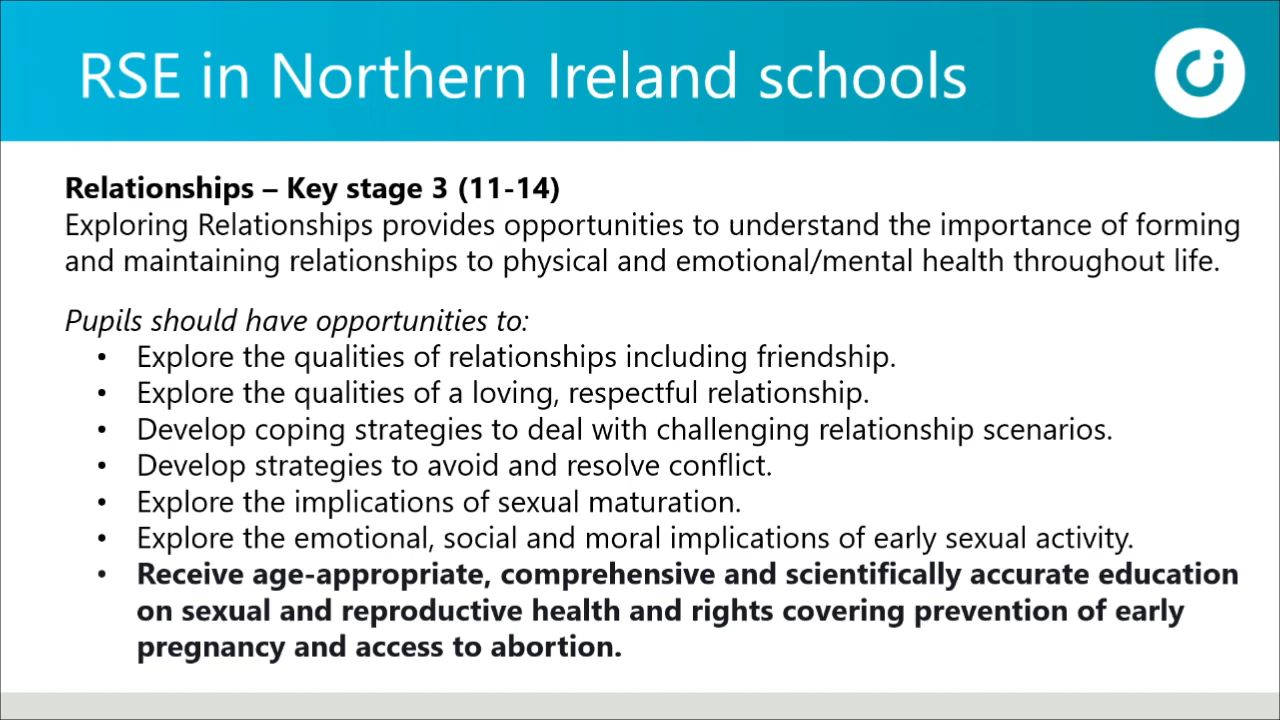 RSE in Northern Ireland schools
Relationships – Key stage 3 (11-14)
Exploring Relationships provides opportunities to understand the importance of forming
and maintaining relationships to physical and emotional/mental health throughout life.
Pupils should have opportunities to:
• Explore the qualities of relationships including friendship.
• Explore the qualities of a loving, respectful relationship.
• Develop coping strategies to deal with challenging relationship scenarios.
• Develop strategies to avoid and resolve conflict.
• Explore the implications of sexual maturation.
• Explore the emotional, social and moral implications of early sexual activity.
• Receive age-appropriate, comprehensive and scientifically accurate education
on sexual and reproductive health and rights covering prevention of early
pregnancy and access to abortion.